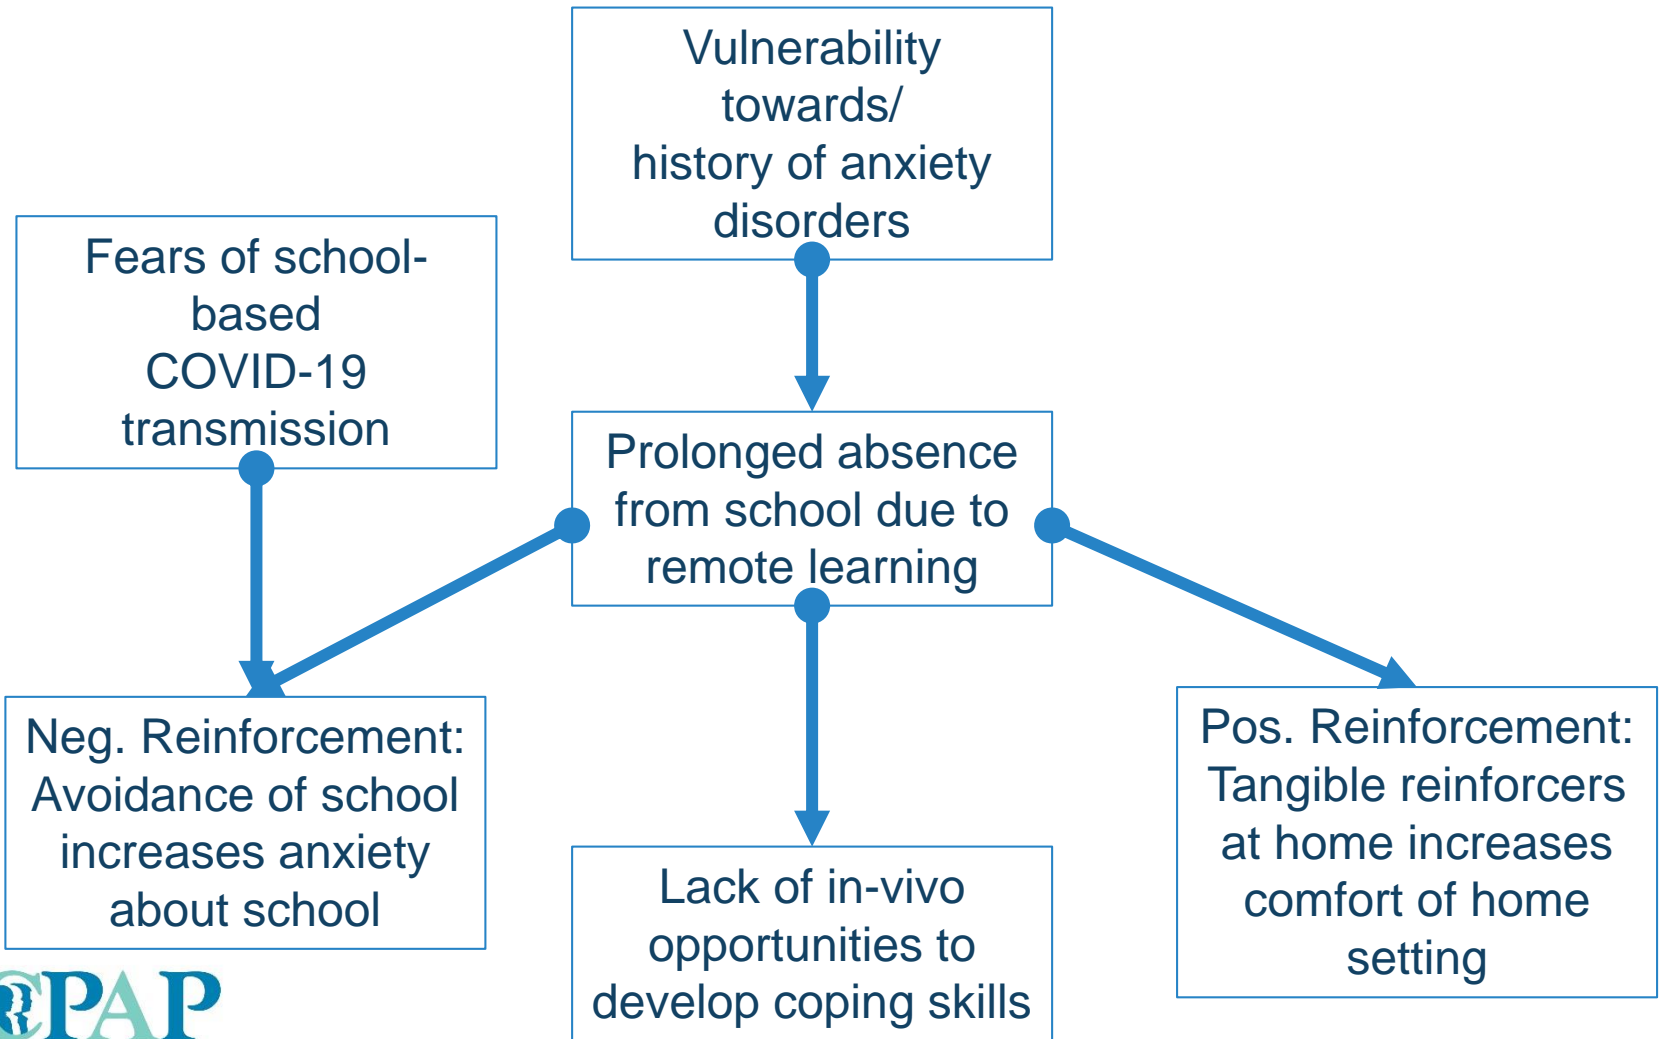 Vulnerability
towards/
history of anxiety
disorders
Fears of school-
based
COVID-19
transmission
Prolonged absence
from school due to
remote learning
Neg. Reinforcement:
Avoidance of school
increases anxiety
about school
Lack of in-vivo
opportunities to
develop coping skills
Pos. Reinforcement:
Tangible reinforcers
at home increases
comfort of home
setting
CPAP